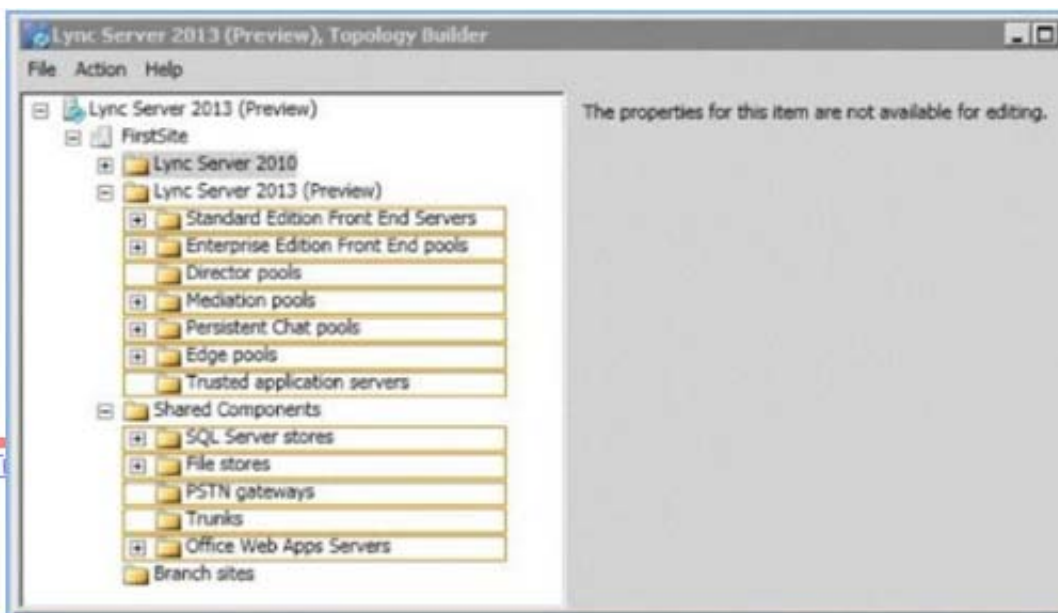 Lync Server 2013 (Preview), Topology Builder
File Action Help
Lync Server 2013 (Preview)
FirstSite
Lync Server 2010
Lync Server 2013 (Preview)
Standard Edition Front End Servers
Enterprise Edition Front End pools
Director pools
Mediation pools
Persistent Chat pools
Edge pools
Trusted application servers
Shared Components
SQL Server stores
File stores
PSTN gateways
Trunks
Office Web Apps Servers
Branch sites
The properties for this item are not available for editing.